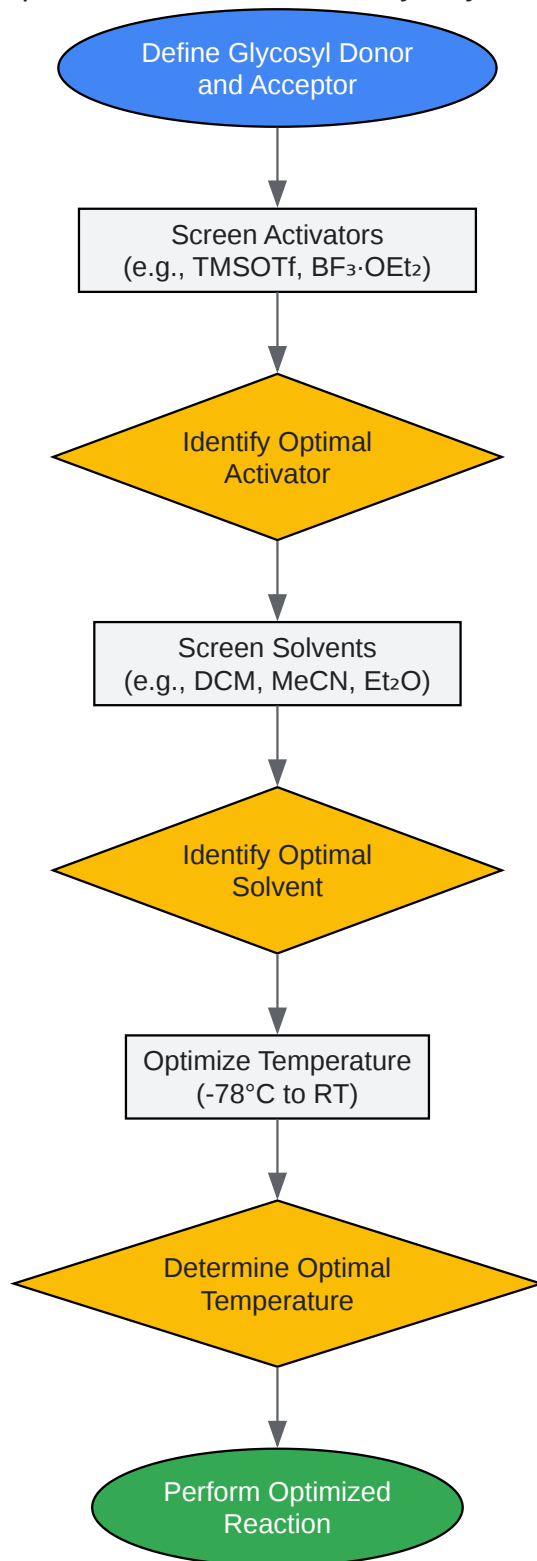 Define Glycosyl Donor
and Acceptor
Screen Activators
(e.g., TMSOTf, BF₃·OEt₂)
Identify Optimal
Activator
Screen Solvents
(e.g., DCM, MeCN, Et₂O)
Identify Optimal
Solvent
Optimize Temperature
(-78°C to RT)
Determine Optimal
Temperature
Perform Optimized
Reaction